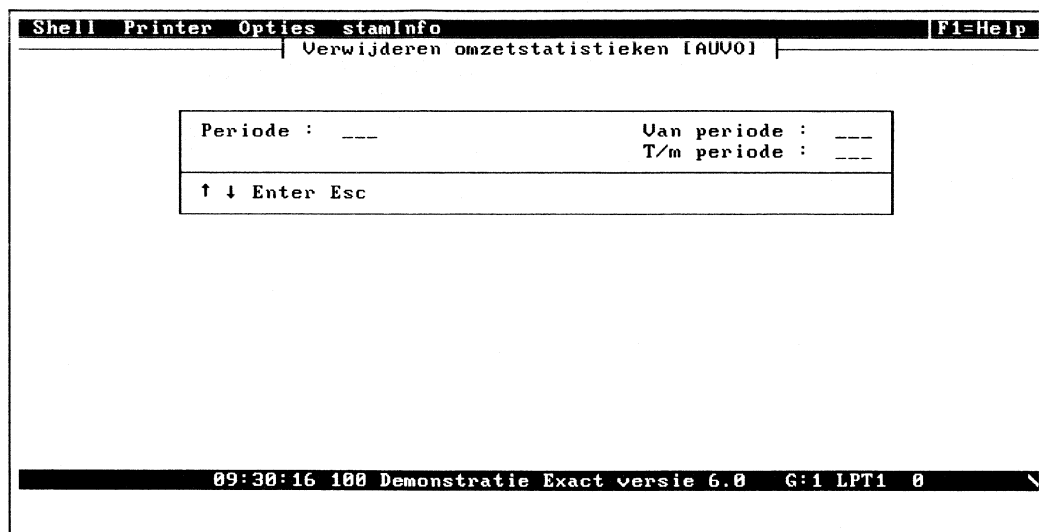 Shell Printer Opties stamInfo F1=Help
Verwijderen omzetstatistieken [AUVO]
Periode : ___ Van periode : ___
T/m periode : ___
↑ ↓ Enter Esc
09:30:16 100 Demonstratie Exact versie 6.0 G:1 LPT1 0 \